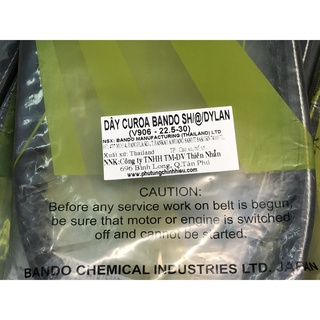 DÂY CUROA BANDO SHI@/DYLAN
(V906 - 22.5-30)
NSX: BANDO MANUFACTURING (THAILAND) LTD
Xuất xứ: Thailand
NNK:Công ty TNHH TM-DV Thiên Nhẫn
696 Bình Long, Q.Tân Phú
www.phutungchinhhieu.com
CAUTION:
Before any service work on belt is begun,
be sure that motor or engine is switched
off and cannot be started.
BANDO CHEMICAL INDUSTRIES LTD. JAPAN